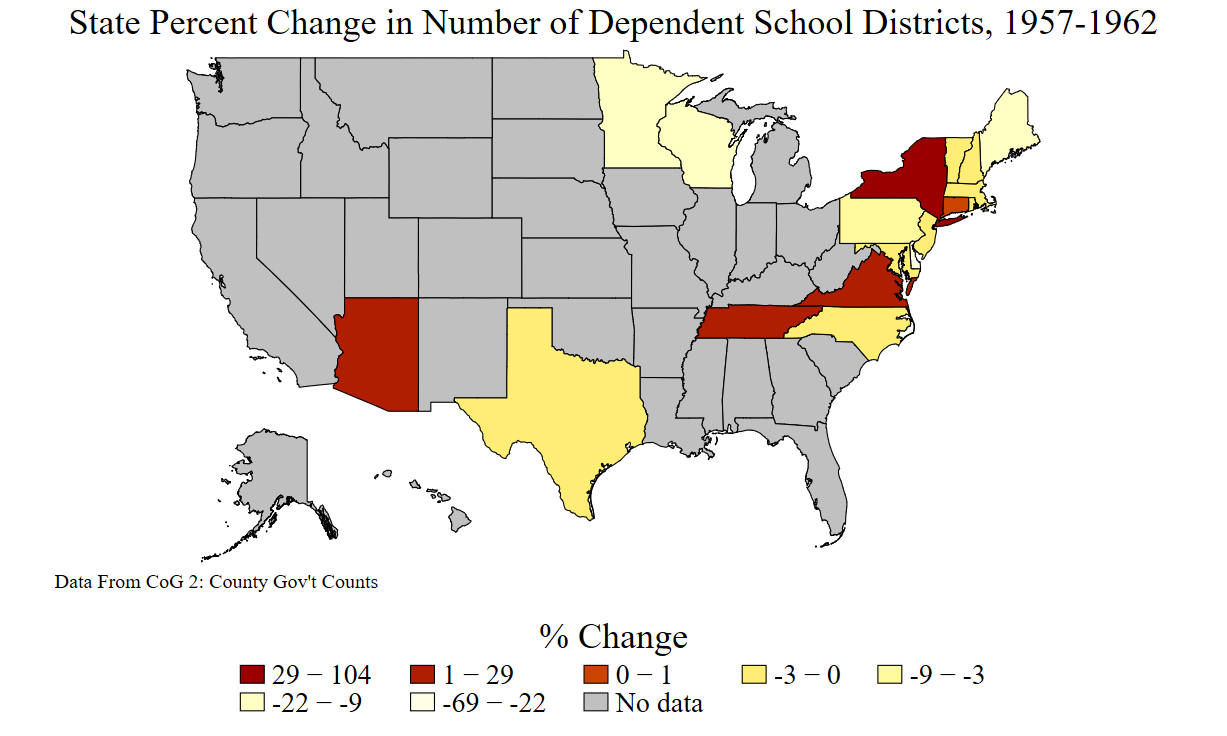 State Percent Change in Number of Dependent School Districts, 1957-1962
Data From CoG 2: County Gov't Counts
% Change
29 − 104 1 − 29 0 − 1 -3 − 0 -9 − -3
-22 − -9 -69 − -22 No data